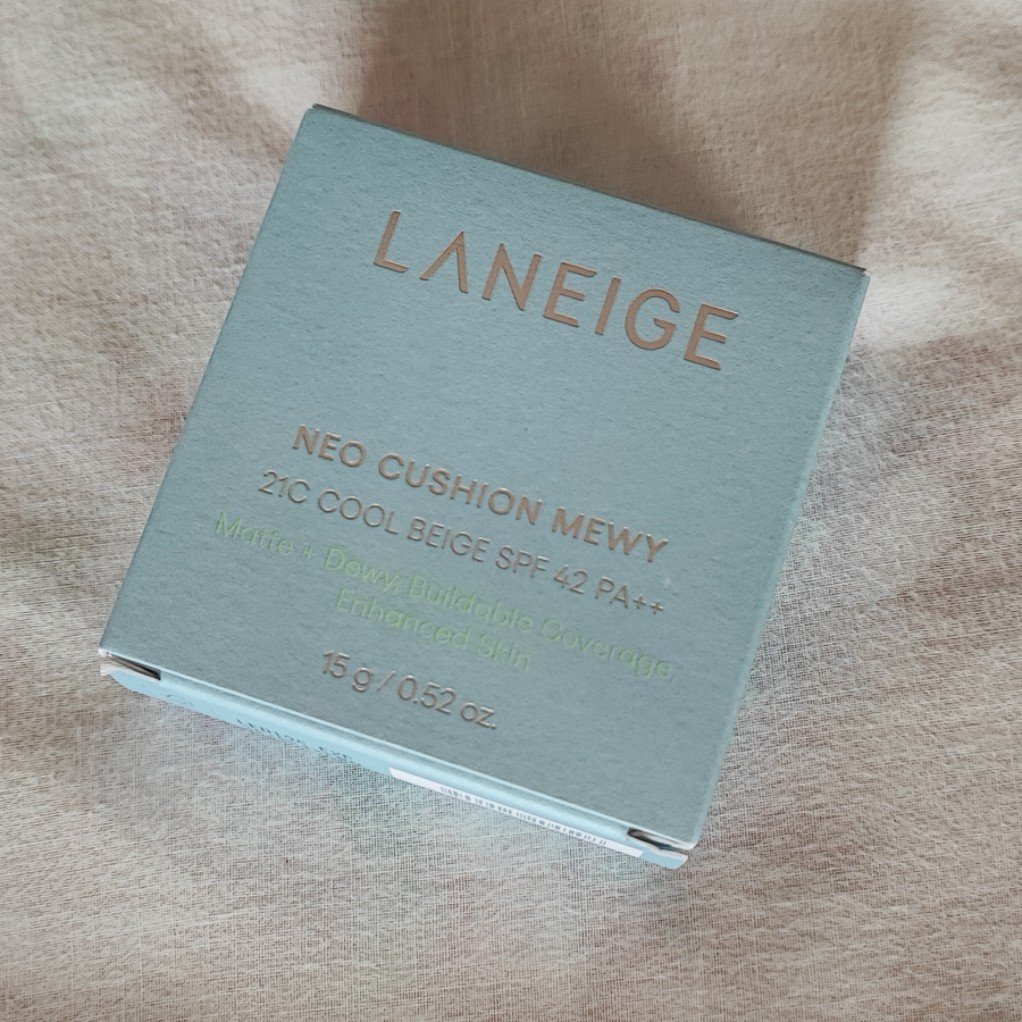 LANEIGE
NEO CUSHION MEWY
21C COOL BEIGE SPF 42 PA++
Matte + Dewy, Buildable Coverage,
Enhanced Skin
15 g / 0.52 oz.